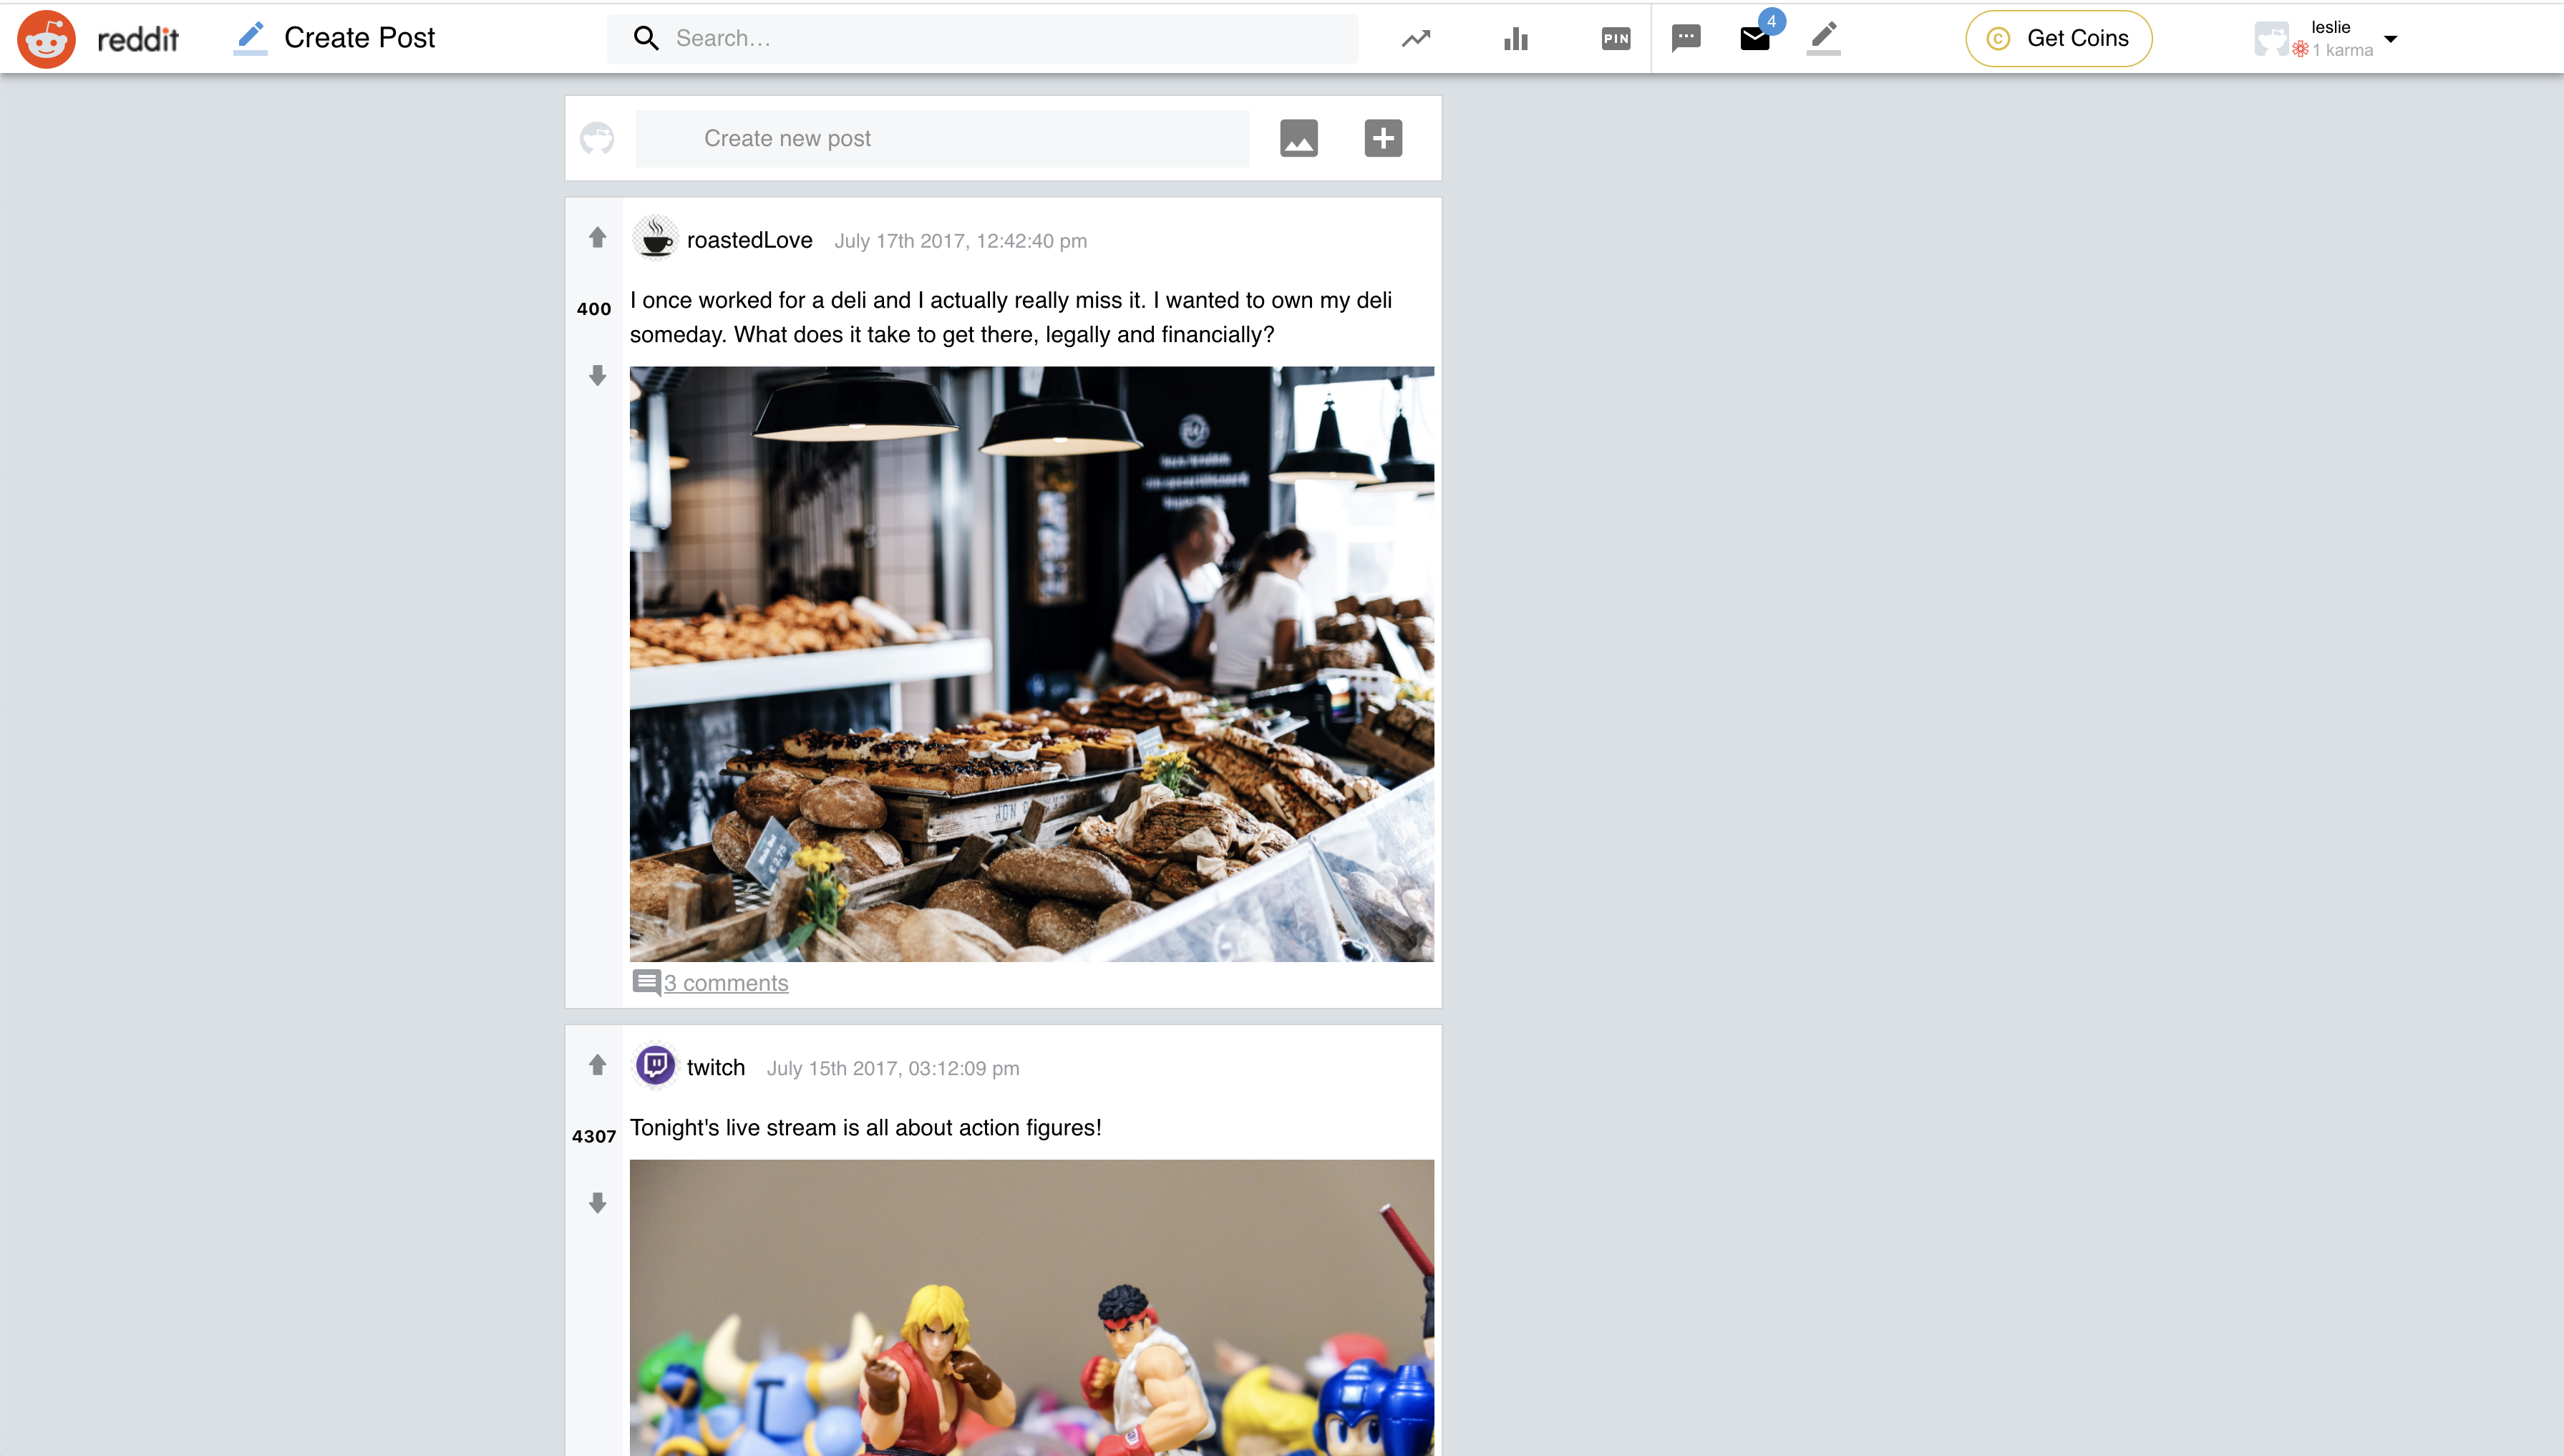 reddit
Create Post
Search...
PIN
4
C
Get Coins
leslie
1 karma
Create new post
roastedLove
July 17th 2017, 12:42:40 pm
400
I once worked for a deli and I actually really miss it. I wanted to own my deli
someday. What does it take to get there, legally and financially?
3 comments
twitch
July 15th 2017, 03:12:09 pm
4307
Tonight's live stream is all about action figures!